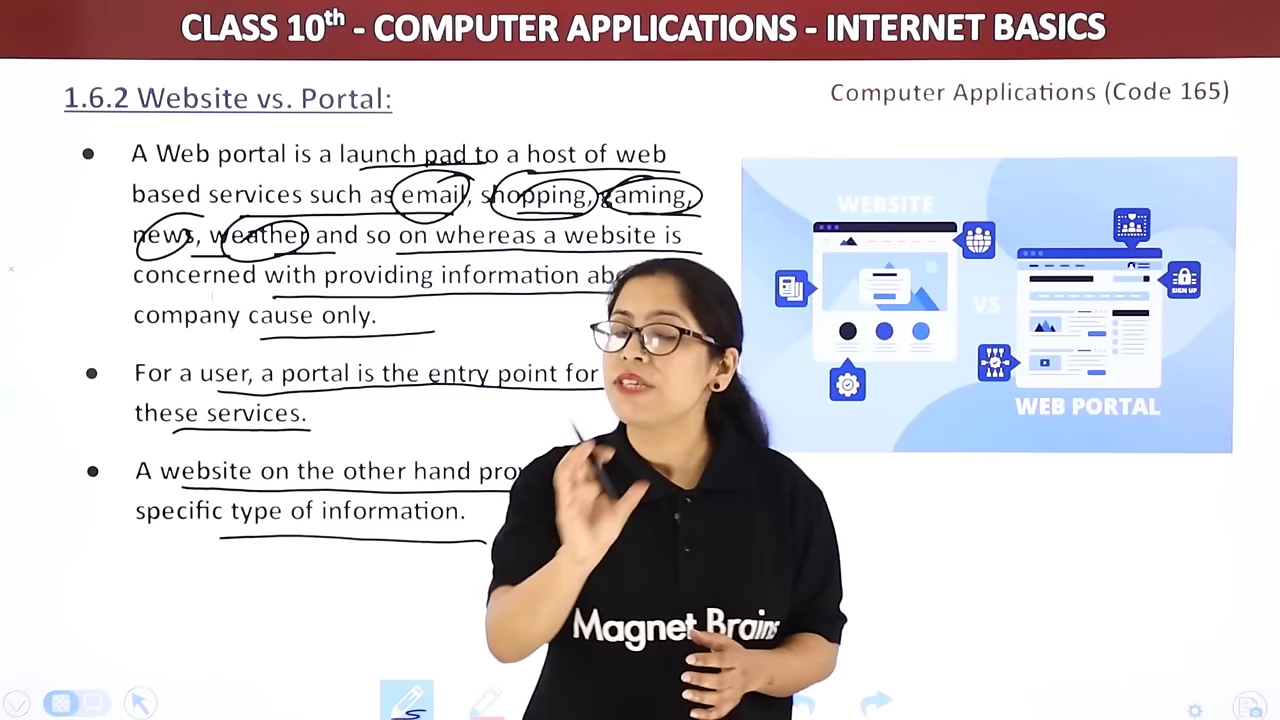 CLASS 10th - COMPUTER APPLICATIONS - INTERNET BASICS
1.6.2 Website vs. Portal:
Computer Applications (Code 165)
• A Web portal is a launch pad to a host of web
based services such as email, shopping, gaming,
news, weather and so on whereas a website is
concerned with providing information
company cause only.
• For a user, a portal is the entry point for
these services.
• A website on the other hand
specific type of information.
WEBSITE
VS
SIGN UP
WEB PORTAL
Magnet Brains